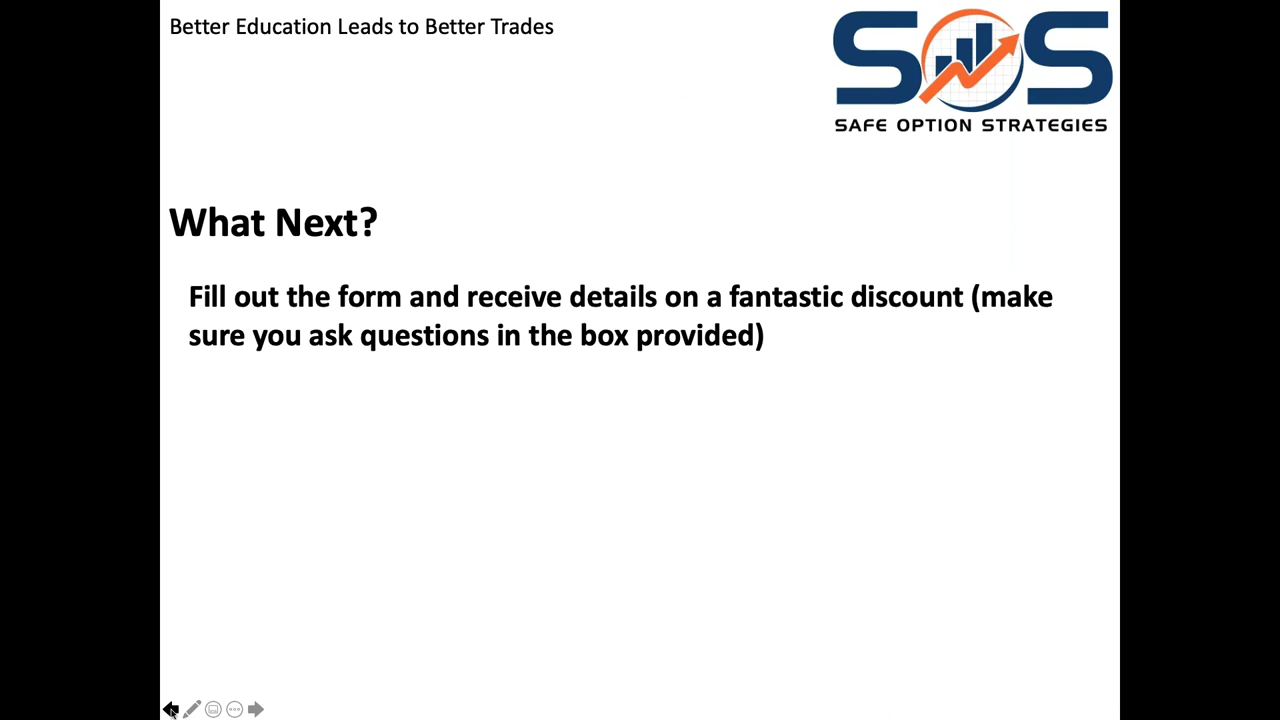 Better Education Leads to Better Trades
SOS
SAFE OPTION STRATEGIES
What Next?
Fill out the form and receive details on a fantastic discount (make
sure you ask questions in the box provided)